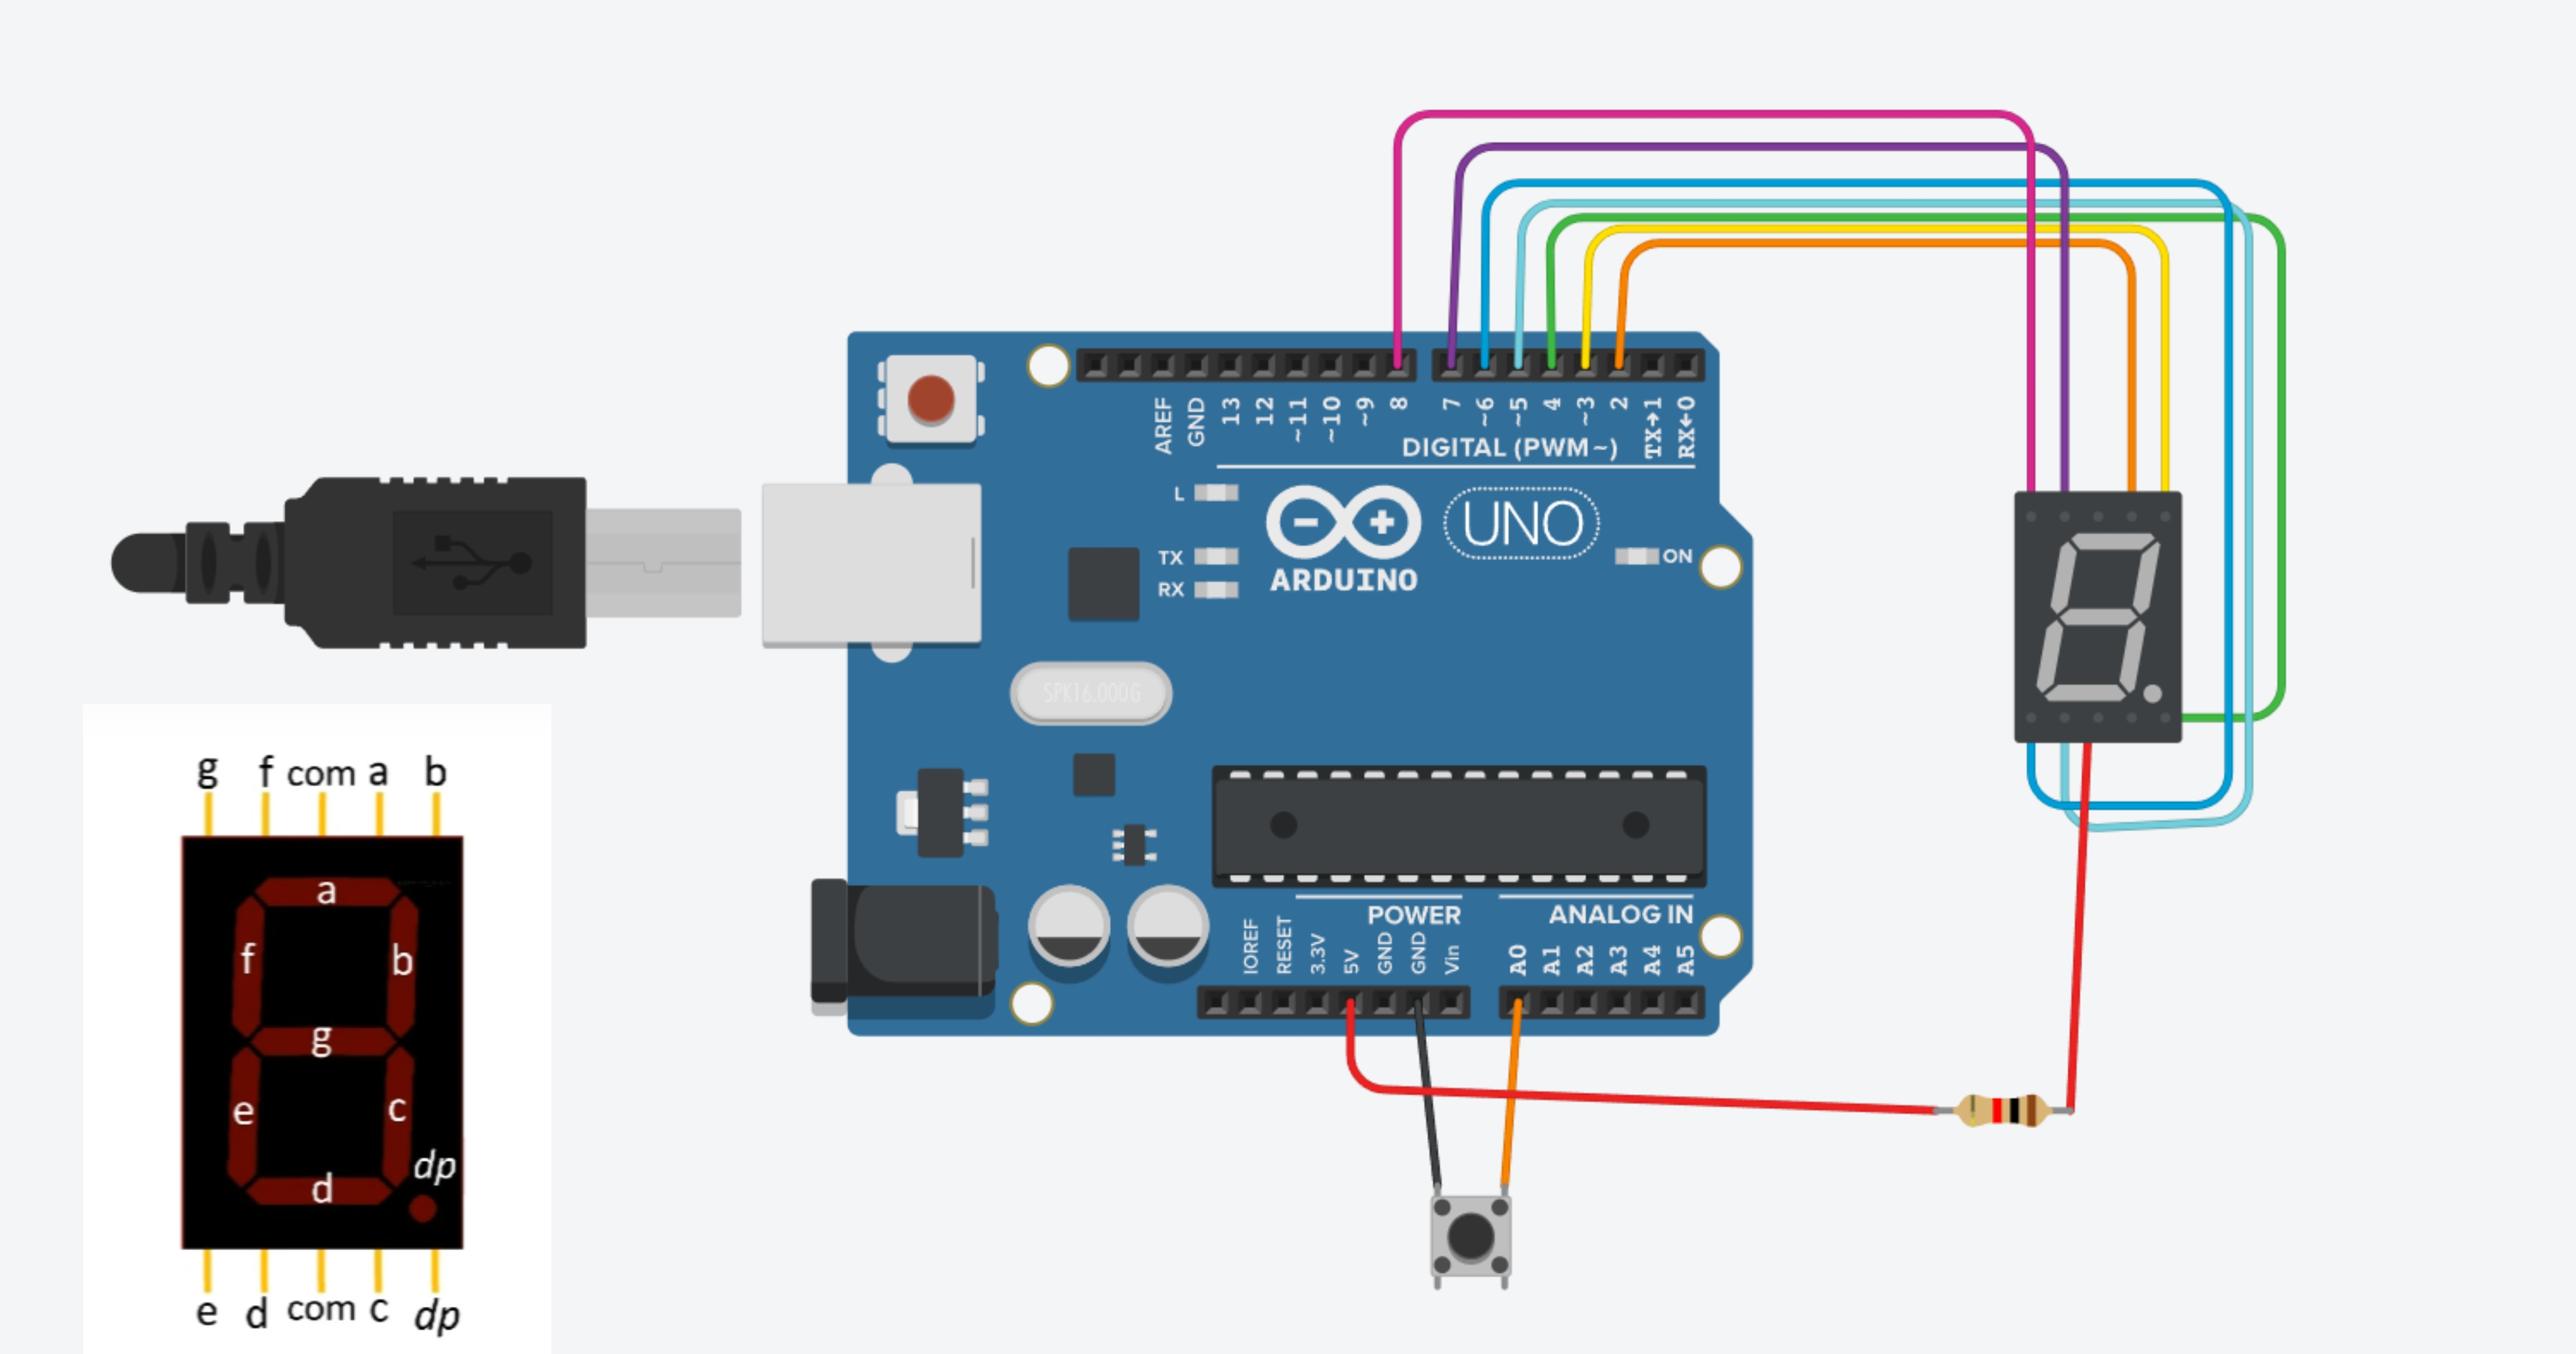 AREF
GND
13
12
~11
~10
~9
8
7
~6
~5
4
~3
2
TX→1
RX←0
DIGITAL (PWM~)
L
TX
RX
ARDUINO
UNO
ON
SPK16.000G
POWER
ANALOG IN
IOREF
RESET
3.3V
5V
GND
GND
Vin
A0
A1
A2
A3
A4
A5
g f com a b
a
f b
g
e c
dp
d
e d com c dp